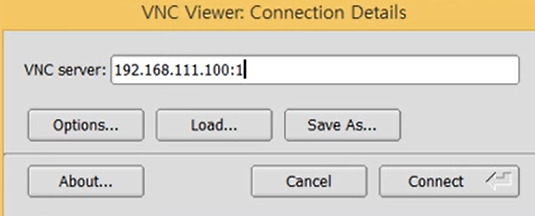 VNC Viewer: Connection Details
VNC server: 192.168.111.100:1
Options... Load... Save As...
About... Cancel Connect